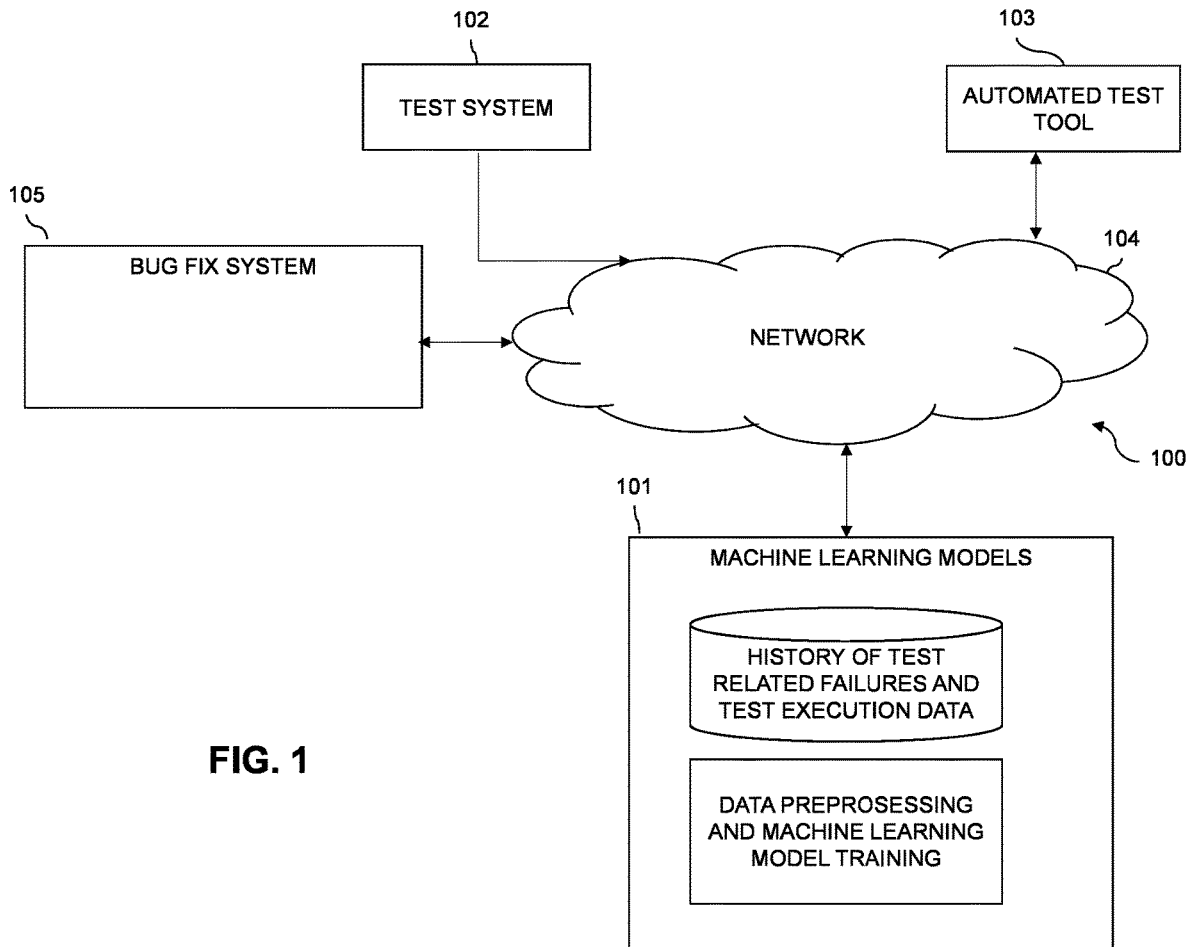 102
TEST SYSTEM
103
AUTOMATED TEST
TOOL
105
BUG FIX SYSTEM
104
NETWORK
100
101
MACHINE LEARNING MODELS
HISTORY OF TEST
RELATED FAILURES AND
TEST EXECUTION DATA
DATA PREPROSESSING
AND MACHINE LEARNING
MODEL TRAINING
FIG. 1